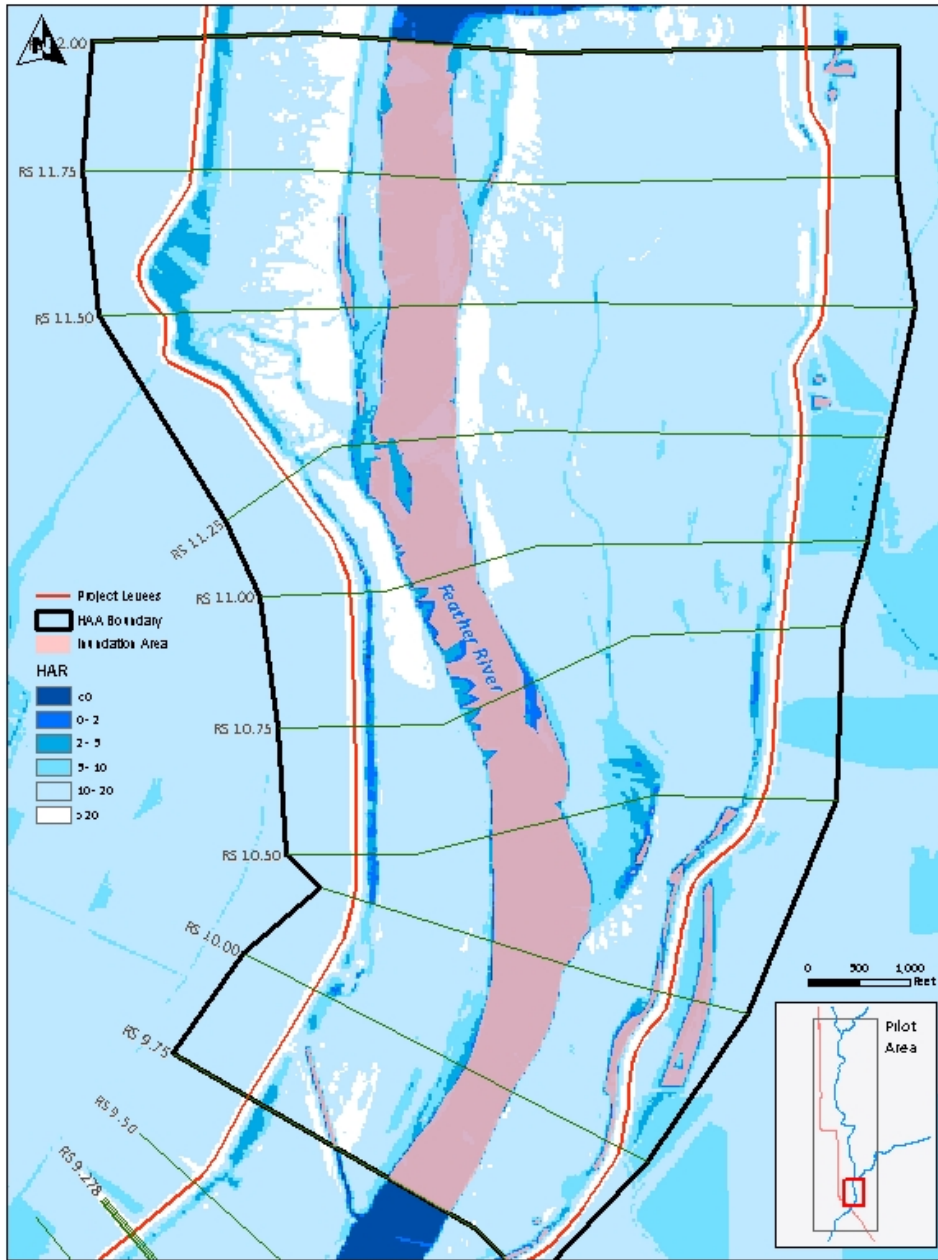 N
RS 12.00
RS 11.75
RS 11.50
RS 11.25
RS 11.00
RS 10.75
RS 10.50
RS 10.00
RS 9.75
RS 9.50
RS 9.278
Feather River
Project Levees
HAA Boundary
Inundation Area
HAR
<0
0- 2
2- 5
5- 10
10- 20
>20
0 500 1,000
Feet
Pilot
Area